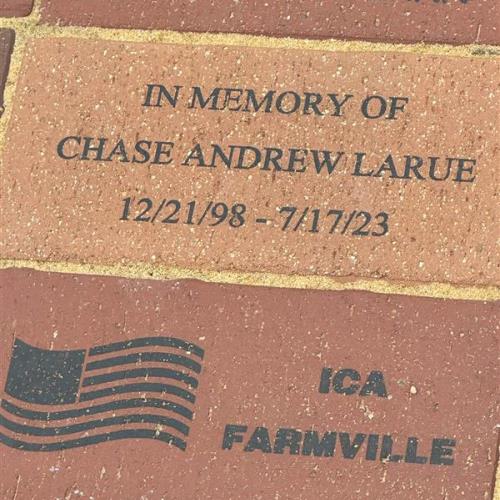 IN MEMORY OF
CHASE ANDREW LARUE
12/21/98 - 7/17/23
ICA
FARMVILLE